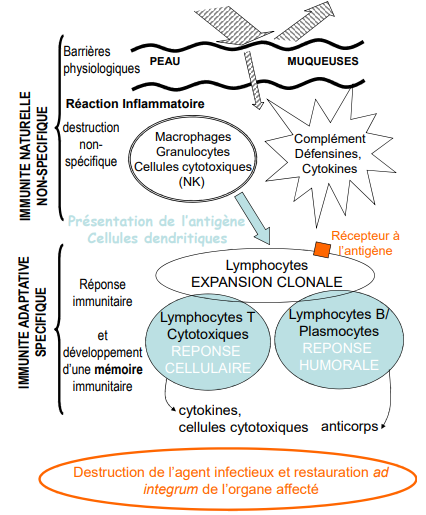 Barrières
physiologiques
PEAU
MUQUEUSES
IMMUNITE NATURELLE
NON-SPECIFIQUE
Réaction Inflammatoire
destruction
non-
spécifique
Macrophages
Granulocytes
Cellules cytotoxiques
(NK)
Complément
Défensines,
Cytokines
Présentation de l'antigène
Cellules dendritiques
Récepteur à
l'antigène
IMMUNITE ADAPTATIVE
SPECIFIQUE
Réponse
immunitaire
et
développement
d'une mémoire
immunitaire
Lymphocytes
EXPANSION CLONALE
Lymphocytes T
Cytotoxiques
REPONSE
CELLULAIRE
Lymphocytes B/
Plasmocytes
REPONSE
HUMORALE
cytokines,
cellules cytotoxiques
anticorps
Destruction de l'agent infectieux et restauration ad
integrum de l'organe affecté